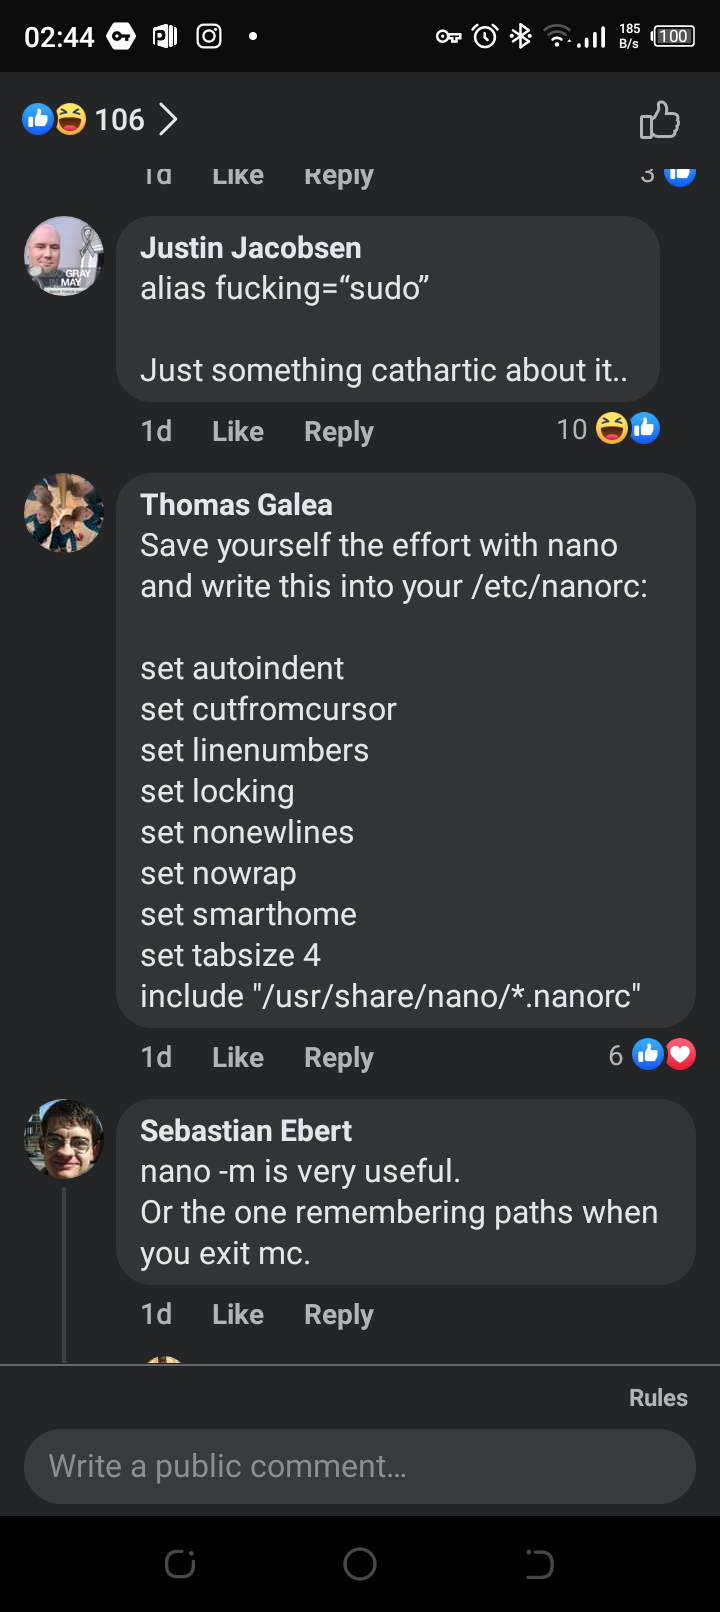 02:44
185
B/s
100
106
1d Like Reply 3
GRAY
MAY
Justin Jacobsen
alias fucking=“sudo”
Just something cathartic about it..
1d Like Reply 10
Thomas Galea
Save yourself the effort with nano
and write this into your /etc/nanorc:
set autoindent
set cutfromcursor
set linenumbers
set locking
set nonewlines
set nowrap
set smarthome
set tabsize 4
include "/usr/share/nano/*.nanorc"
1d Like Reply 6
Sebastian Ebert
nano -m is very useful.
Or the one remembering paths when
you exit mc.
1d Like Reply
Rules
Write a public comment...